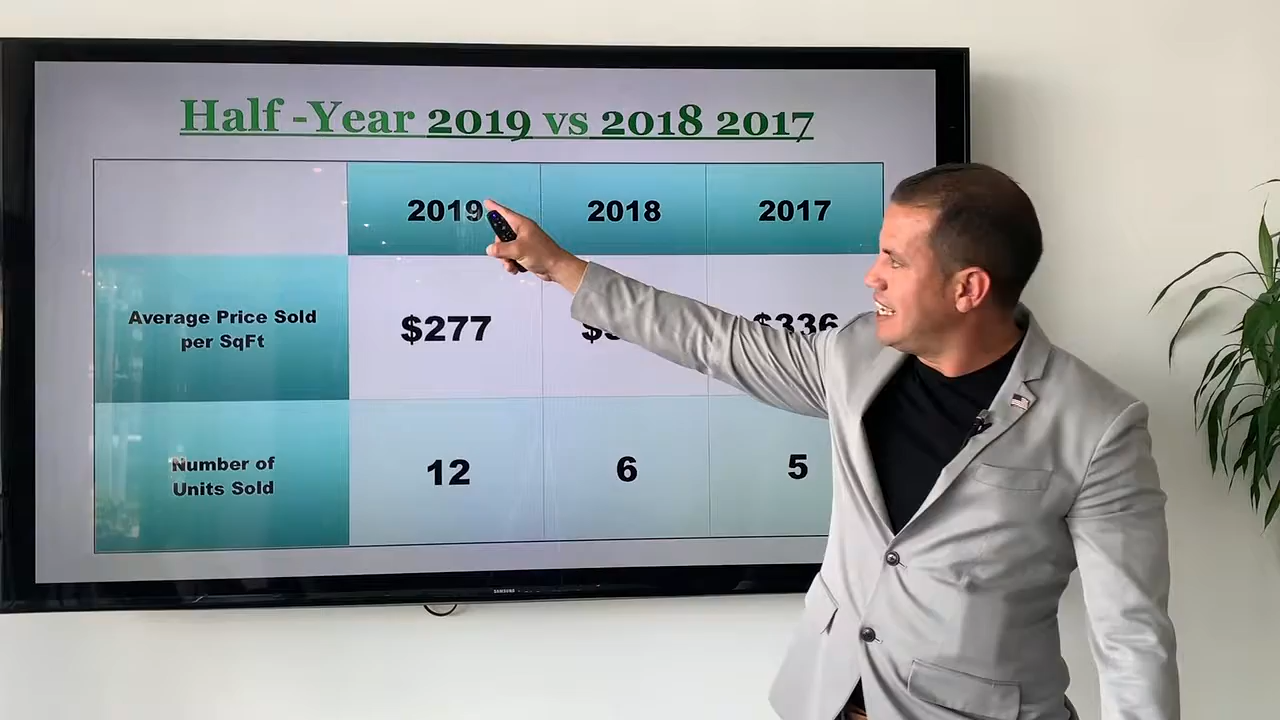 Half -Year 2019 vs 2018 2017
2019 2018 2017
Average Price Sold
per SqFt
$277 $336
Number of
Units Sold
12 6 5
SAMSUNG